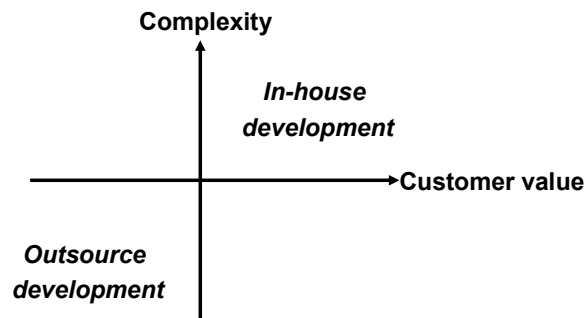 Complexity
In-house
development
Customer value
Outsource
development